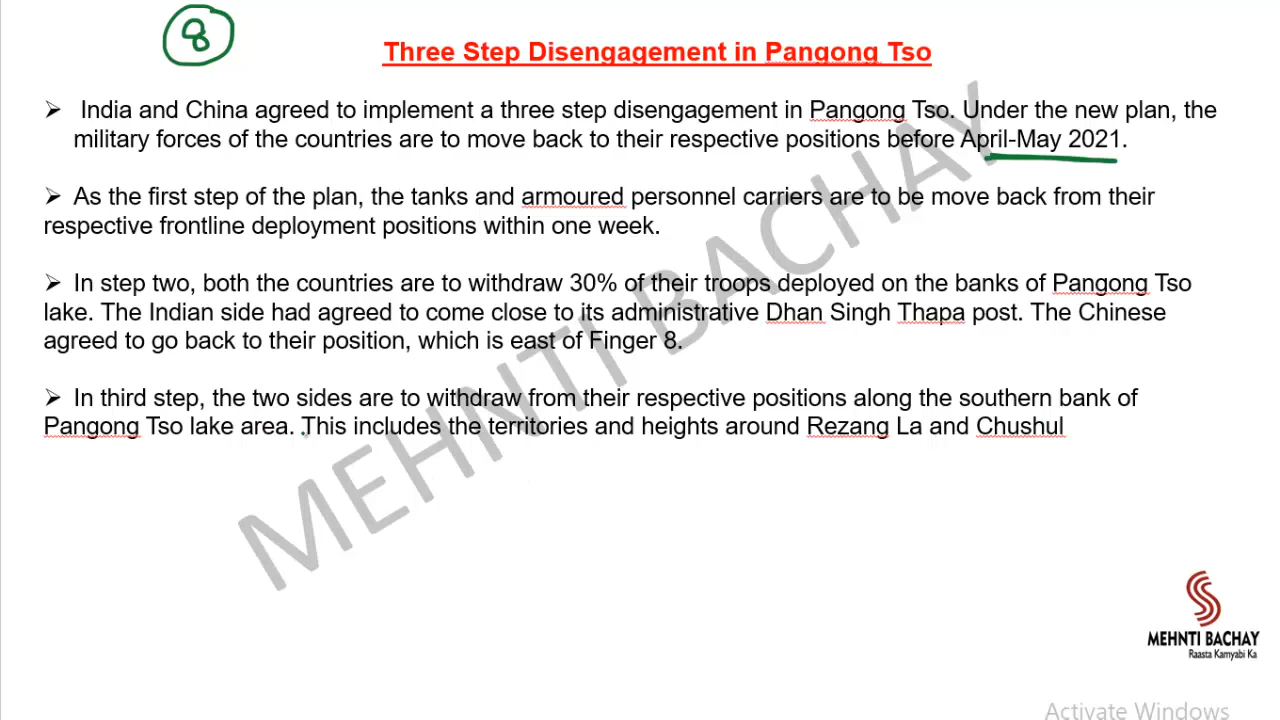 8
Three Step Disengagement in Pangong Tso
India and China agreed to implement a three step disengagement in Pangong Tso. Under the new plan, the
military forces of the countries are to move back to their respective positions before April-May 2021.
As the first step of the plan, the tanks and armoured personnel carriers are to be move back from their
respective frontline deployment positions within one week.
In step two, both the countries are to withdraw 30% of their troops deployed on the banks of Pangong Tso
lake. The Indian side had agreed to come close to its administrative Dhan Singh Thapa post. The Chinese
agreed to go back to their position, which is east of Finger 8.
In third step, the two sides are to withdraw from their respective positions along the southern bank of
Pangong Tso lake area. This includes the territories and heights around Rezang La and Chushul
MEHNTI BACHAY
MEHNTI BACHAY
Raasta Kamyabi Ka
Activate Windows